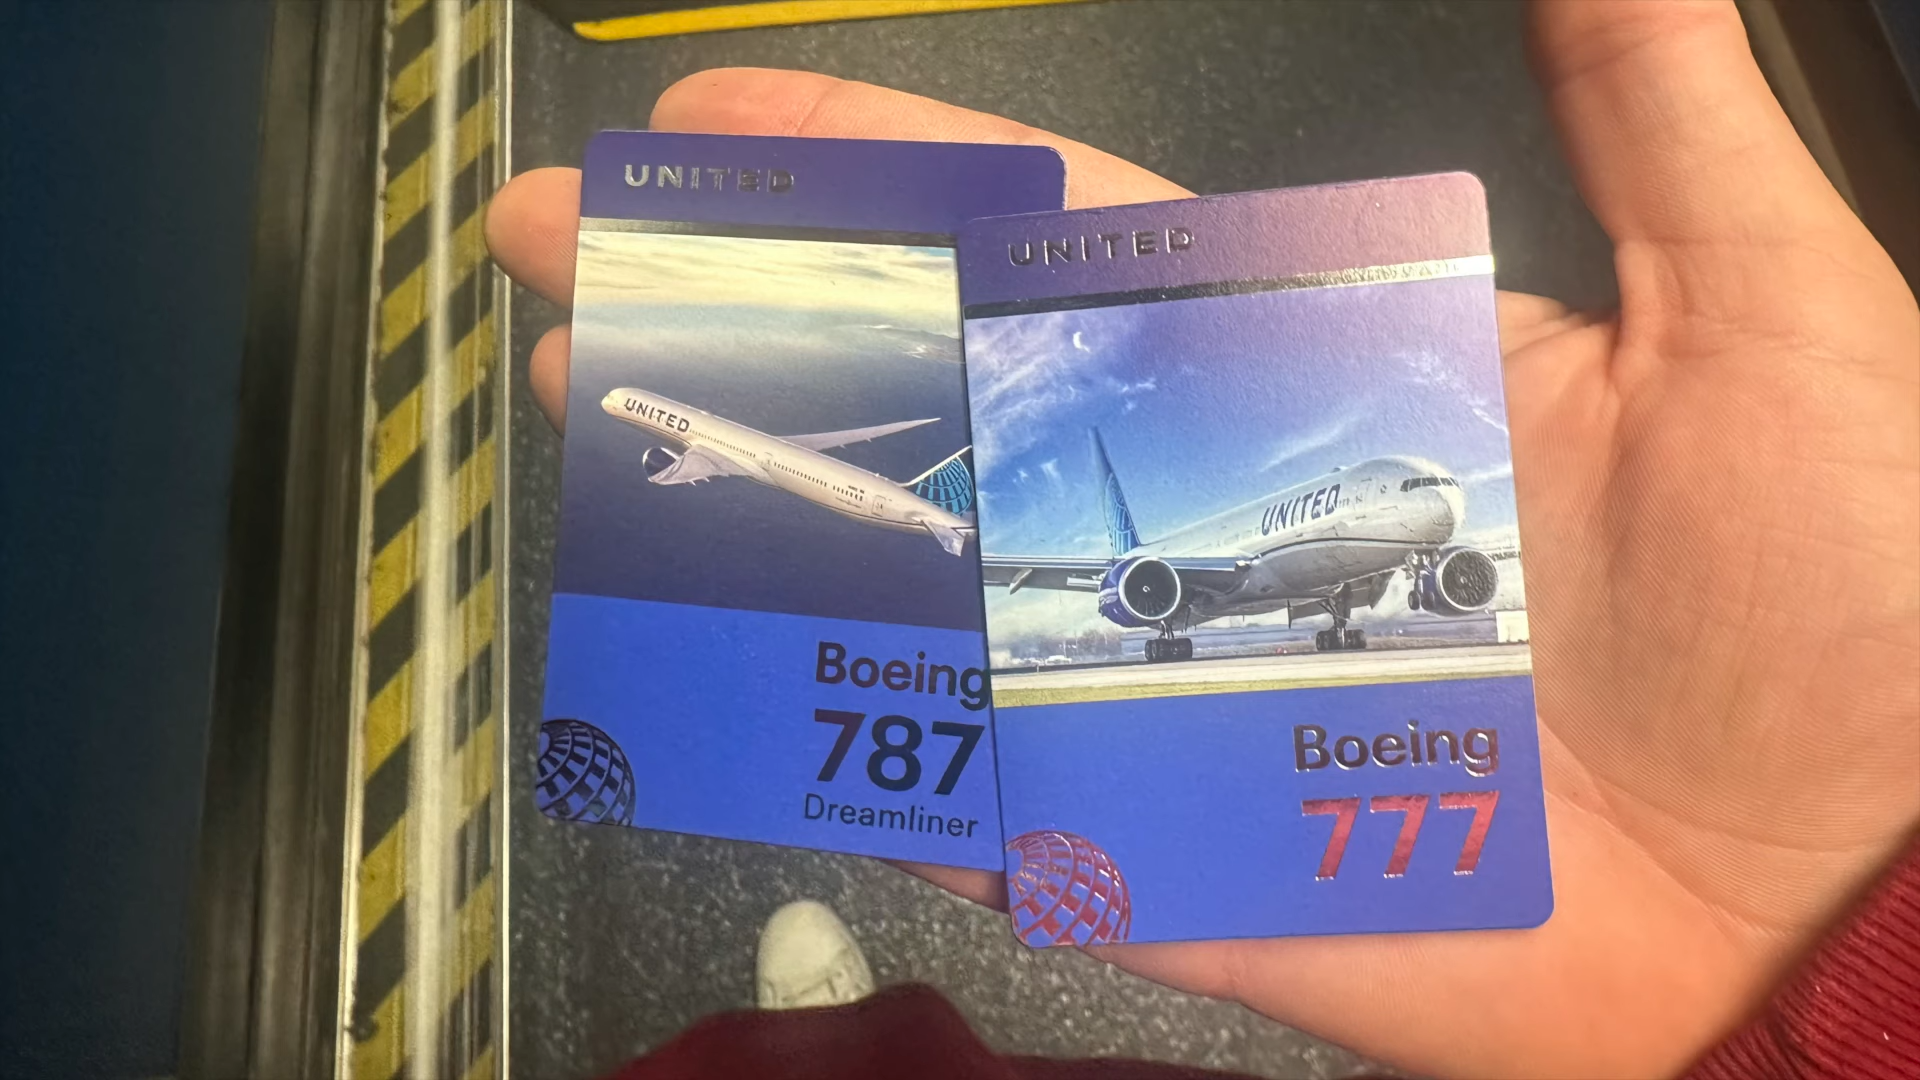 UNITED
UNITED
Boeing
787
Dreamliner
UNITED
UNITED
Boeing
777